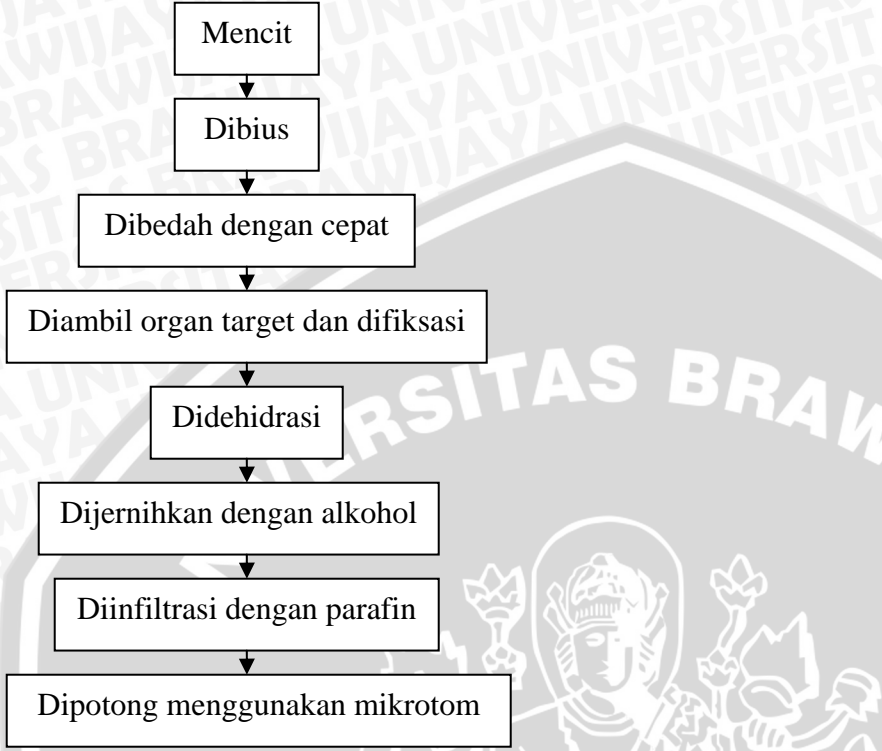 Mencit
Dibius
Dibedah dengan cepat
Diambil organ target dan difiksasi
Didehidrasi
Dijernihkan dengan alkohol
Diinfiltrasi dengan parafin
Dipotong menggunakan mikrotom